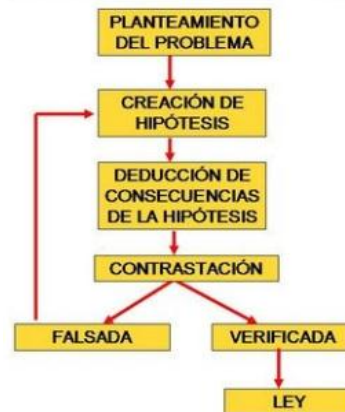 PLANTEAMIENTO
DEL PROBLEMA
CREACIÓN DE
HIPÓTESIS
DEDUCCIÓN DE
CONSECUENCIAS
DE LA HIPÓTESIS
CONTRASTACIÓN
FALSADA
VERIFICADA
LEY